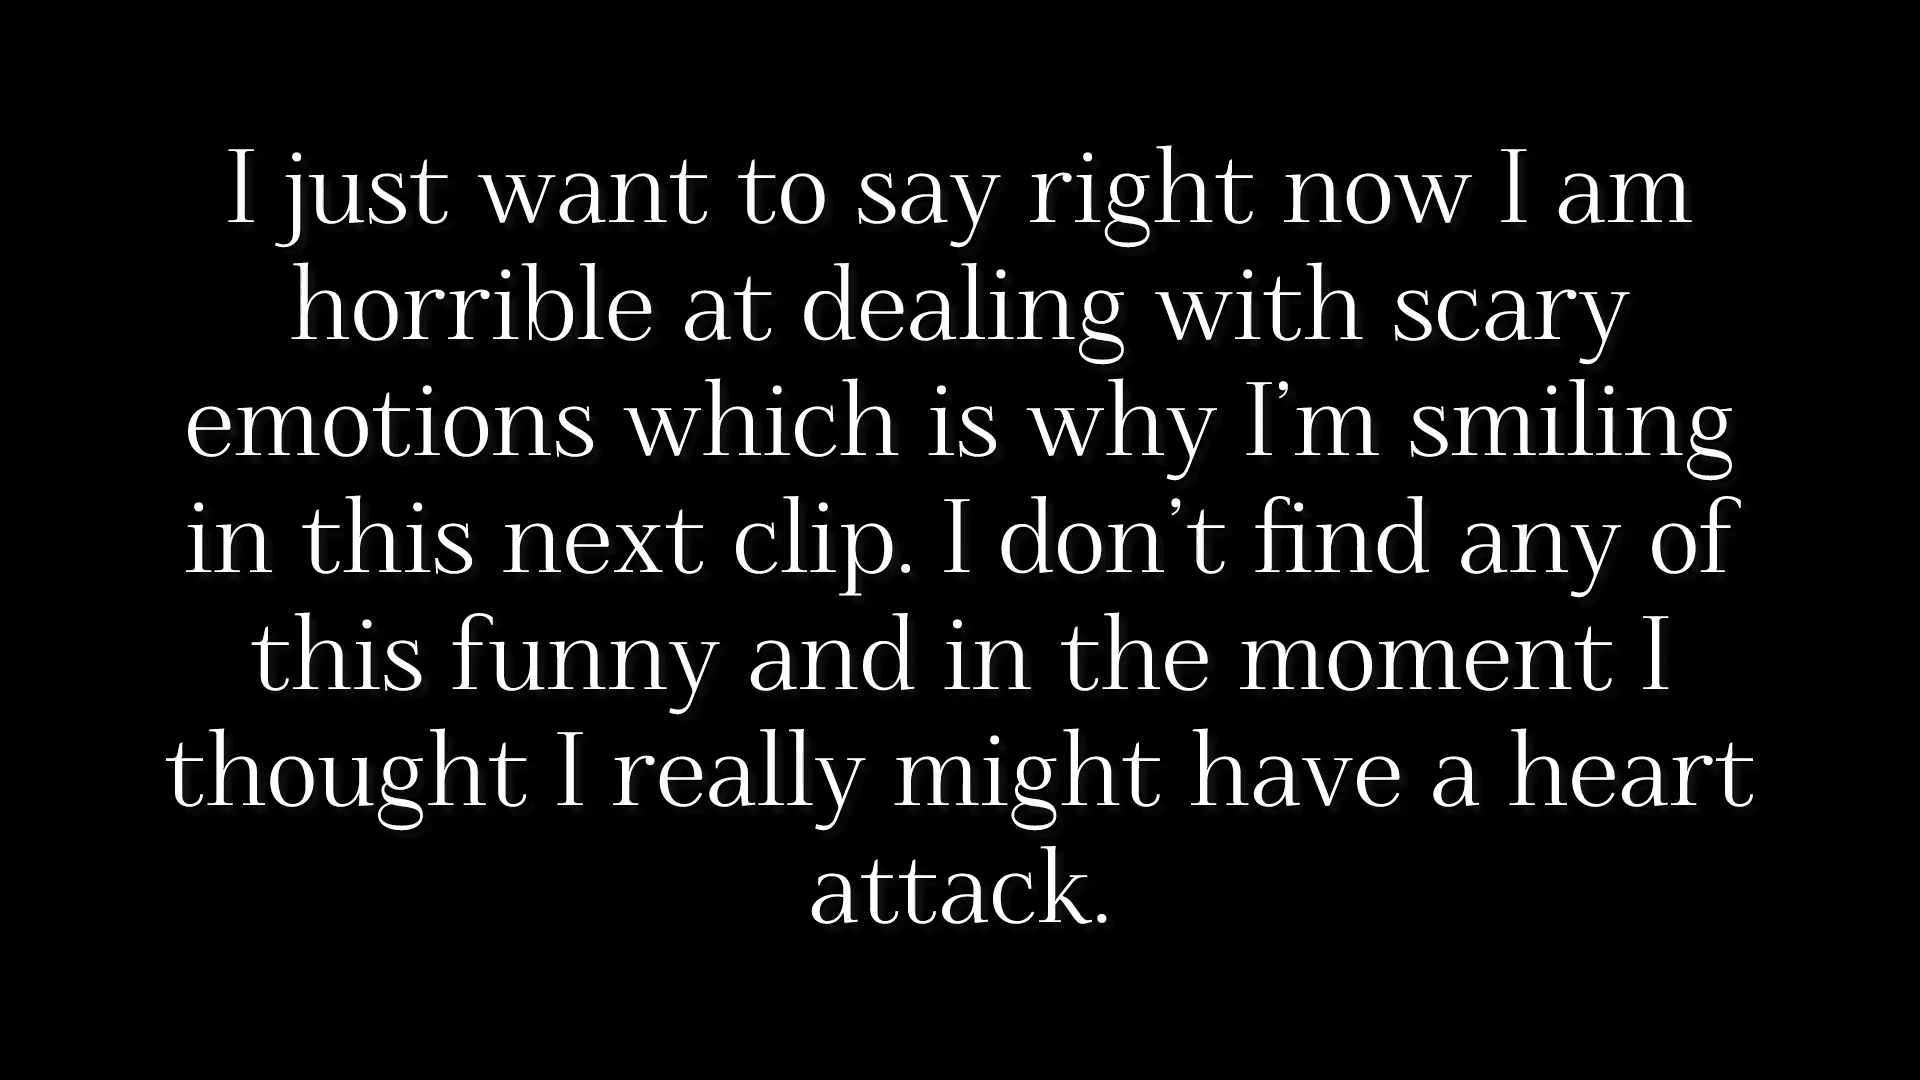 I just want to say right now I am
horrible at dealing with scary
emotions which is why I’m smiling
in this next clip. I don’t find any of
this funny and in the moment I
thought I really might have a heart
attack.